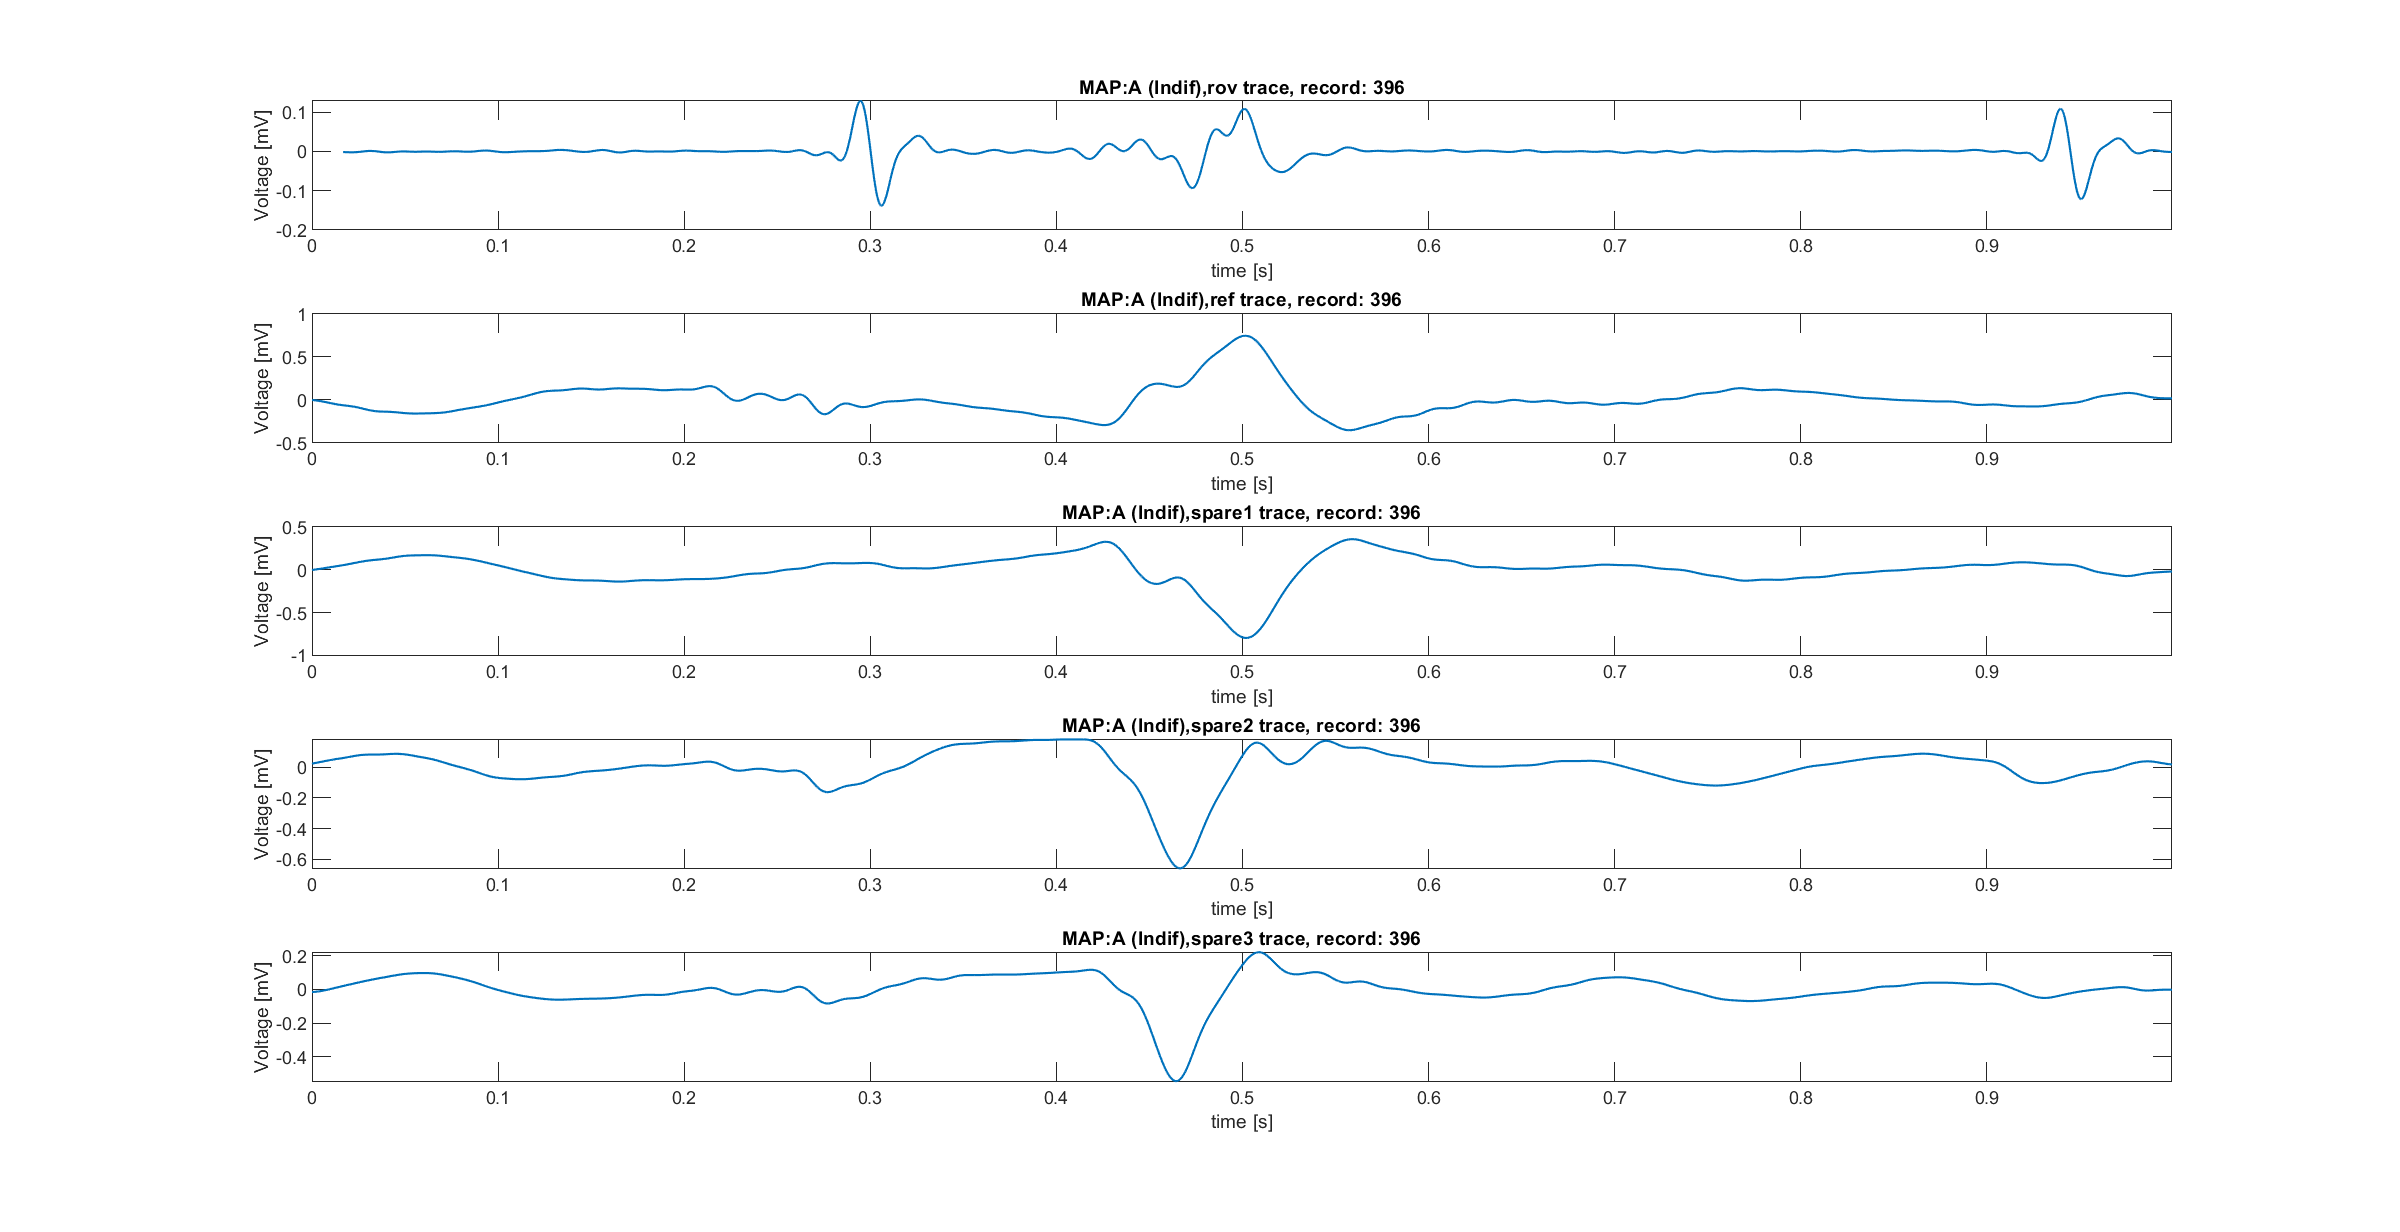 MAP:A (Indif),rov trace, record: 396
Voltage [mV]
0.1
0
-0.1
-0.2
0 0.1 0.2 0.3 0.4 0.5 0.6 0.7 0.8 0.9
time [s]
MAP:A (Indif),ref trace, record: 396
Voltage [mV]
1
0.5
0
-0.5
0 0.1 0.2 0.3 0.4 0.5 0.6 0.7 0.8 0.9
time [s]
MAP:A (Indif),spare1 trace, record: 396
Voltage [mV]
0.5
0
-0.5
-1
0 0.1 0.2 0.3 0.4 0.5 0.6 0.7 0.8 0.9
time [s]
MAP:A (Indif),spare2 trace, record: 396
Voltage [mV]
0
-0.2
-0.4
-0.6
0 0.1 0.2 0.3 0.4 0.5 0.6 0.7 0.8 0.9
time [s]
MAP:A (Indif),spare3 trace, record: 396
Voltage [mV]
0.2
0
-0.2
-0.4
0 0.1 0.2 0.3 0.4 0.5 0.6 0.7 0.8 0.9
time [s]